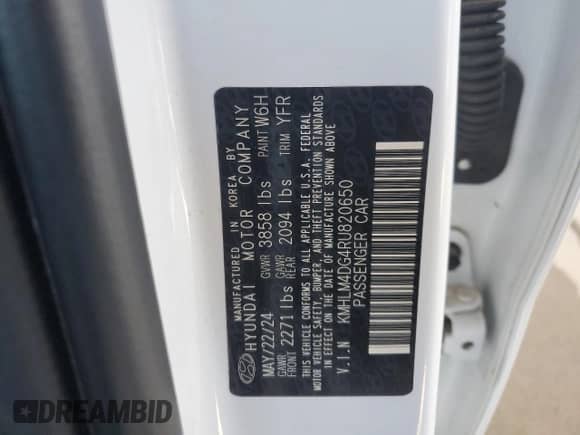 MANUFACTURED IN KOREA BY
HYUNDAI MOTOR COMPANY
MAY/22/24 GVWR 3858 lbs PAINT W6H
GAWR FRONT 2271 lbs GAWR REAR 2094 lbs TRIM YFR
THIS VEHICLE CONFORMS TO ALL APPLICABLE U.S.A. FEDERAL
MOTOR VEHICLE SAFETY, BUMPER, AND THEFT PREVENTION STANDARDS
IN EFFECT ON THE DATE OF MANUFACTURE SHOWN ABOVE.
V.I.N KMHLM4DG4RU820650
PASSENGER CAR
DREAMBID